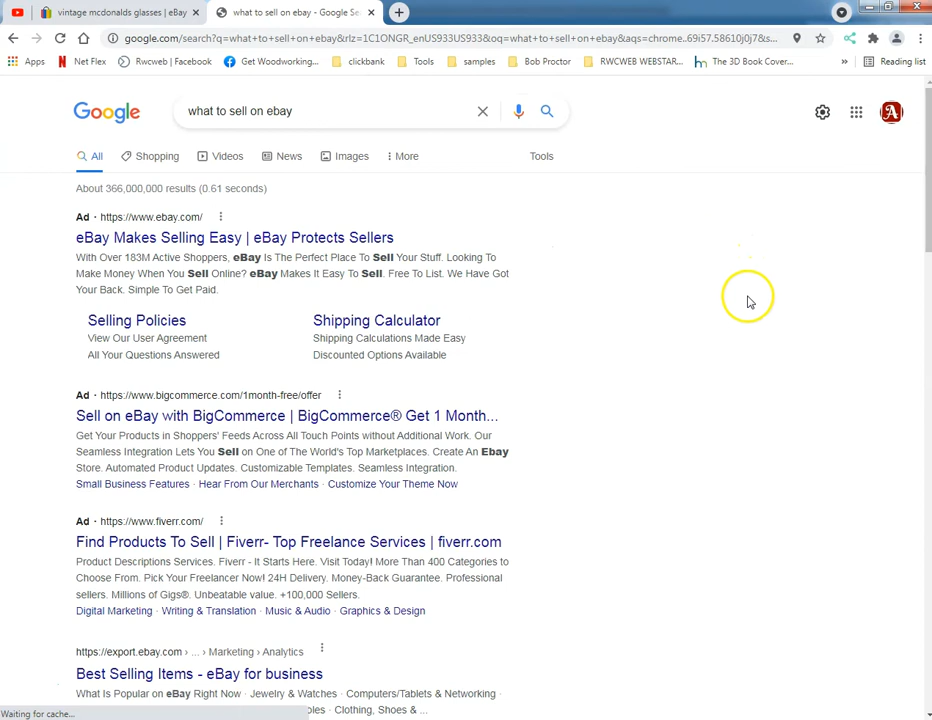 vintage mcdonalds glasses | eBay
what to sell on ebay - Google Se
google.com/search?q=what+to+sell+on+ebay&rlz=1C1ONGR_enUS933US933&oq=what+to+sell+on+ebay&aqs=chrome..69i57.58610j0j7&s...
Apps Net Flex Rwcweb | Facebook Get Woodworking:... clickbank Tools samples Bob Proctor RWCWEB WEBSTAR... The 3D Book Cover... » Reading list
Google what to sell on ebay A
All Shopping Videos News Images More Tools
About 366,000,000 results (0.61 seconds)
Ad · https://www.ebay.com/
eBay Makes Selling Easy | eBay Protects Sellers
With Over 183M Active Shoppers, eBay Is The Perfect Place To Sell Your Stuff. Looking To
Make Money When You Sell Online? eBay Makes It Easy To Sell. Free To List. We Have Got
Your Back. Simple To Get Paid.
Selling Policies Shipping Calculator
View Our User Agreement Shipping Calculations Made Easy
All Your Questions Answered Discounted Options Available
Ad · https://www.bigcommerce.com/1month-free/offer
Sell on eBay with BigCommerce | BigCommerce® Get 1 Month...
Get Your Products in Shoppers' Feeds Across All Touch Points without Additional Work. Our
Seamless Integration Lets You Sell on One of The World's Top Marketplaces. Create An Ebay
Store. Automated Product Updates. Customizable Templates. Seamless Integration.
Small Business Features · Hear From Our Merchants · Customize Your Theme Now
Ad · https://www.fiverr.com/
Find Products To Sell | Fiverr- Top Freelance Services | fiverr.com
Product Descriptions Services. Fiverr - It Starts Here. Visit Today! More Than 400 Categories to
Choose From. Pick Your Freelancer Now! 24H Delivery. Money-Back Guarantee. Professional
sellers. Millions of Gigs®. Unbeatable value. +100,000 Sellers.
Digital Marketing · Writing & Translation · Music & Audio · Graphics & Design
https://export.ebay.com › ... › Marketing › Analytics
Best Selling Items - eBay for business
What Is Popular on eBay Right Now · Jewelry & Watches · Computers/Tablets & Networking ·
Waiting for cache... ples · Clothing, Shoes & ...